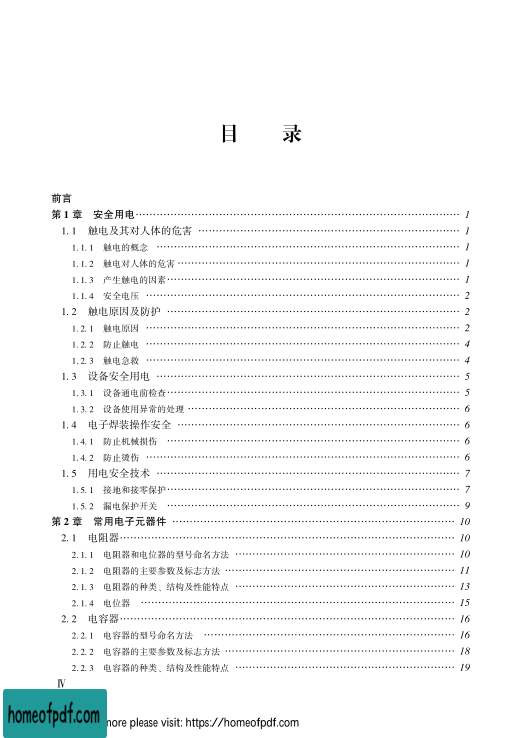 目 录
前言
第1章 安全用电 1
1.1 触电及其对人体的危害 1
1.1.1 触电的概念 1
1.1.2 触电对人体的危害 1
1.1.3 产生触电的因素 1
1.1.4 安全电压 2
1.2 触电原因及防护 2
1.2.1 触电原因 2
1.2.2 防止触电 4
1.2.3 触电急救 4
1.3 设备安全用电 5
1.3.1 设备通电前检查 5
1.3.2 设备使用异常的处理 6
1.4 电子焊装操作安全 6
1.4.1 防止机械损伤 6
1.4.2 防止烫伤 6
1.5 用电安全技术 7
1.5.1 接地和接零保护 7
1.5.2 漏电保护开关 9
第2章 常用电子元器件 10
2.1 电阻器 10
2.1.1 电阻器和电位器的型号命名方法 10
2.1.2 电阻器的主要参数及标志方法 11
2.1.3 电阻器的种类、结构及性能特点 13
2.1.4 电位器 15
2.2 电容器 16
2.2.1 电容器的型号命名方法 16
2.2.2 电容器的主要参数及标志方法 18
2.2.3 电容器的种类、结构及性能特点 19
Ⅳ
homeofpdf.com
more please visit: https://homeofpdf.com